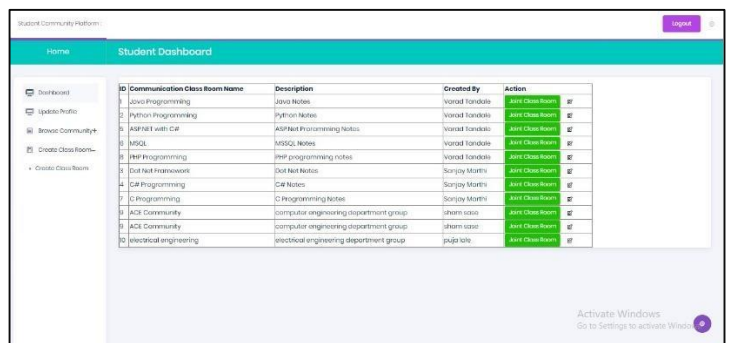 Student Community Platform
Logout
Home
Student Dashboard
Dashboard
Update Profile
Browse Community+
Create Class Room–
Create Class Room
ID Communication Class Room Name Description Created By Action
1 Java Programming Java Notes Varad Tandale Joint Class Room
2 Python Programming Python Notes Varad Tandale Joint Class Room
5 ASP.NET with C# ASP.Net Programming Notes Varad Tandale Joint Class Room
6 MSQL MSSQL Notes Varad Tandale Joint Class Room
8 PHP Programming PHP programming notes Varad Tandale Joint Class Room
3 Dot Net Framework Dot Net Notes Sanjay Marthi Joint Class Room
4 C# Programming C# Notes Sanjay Marthi Joint Class Room
7 C Programming C Programming Notes Sanjay Marthi Joint Class Room
9 ACE Community computer engineering department group sham sase Joint Class Room
9 ACE Community computer engineering department group sham sase Joint Class Room
10 electrical engineering electrical engineering department group puja lale Joint Class Room
Activate Windows
Go to Settings to activate Windows